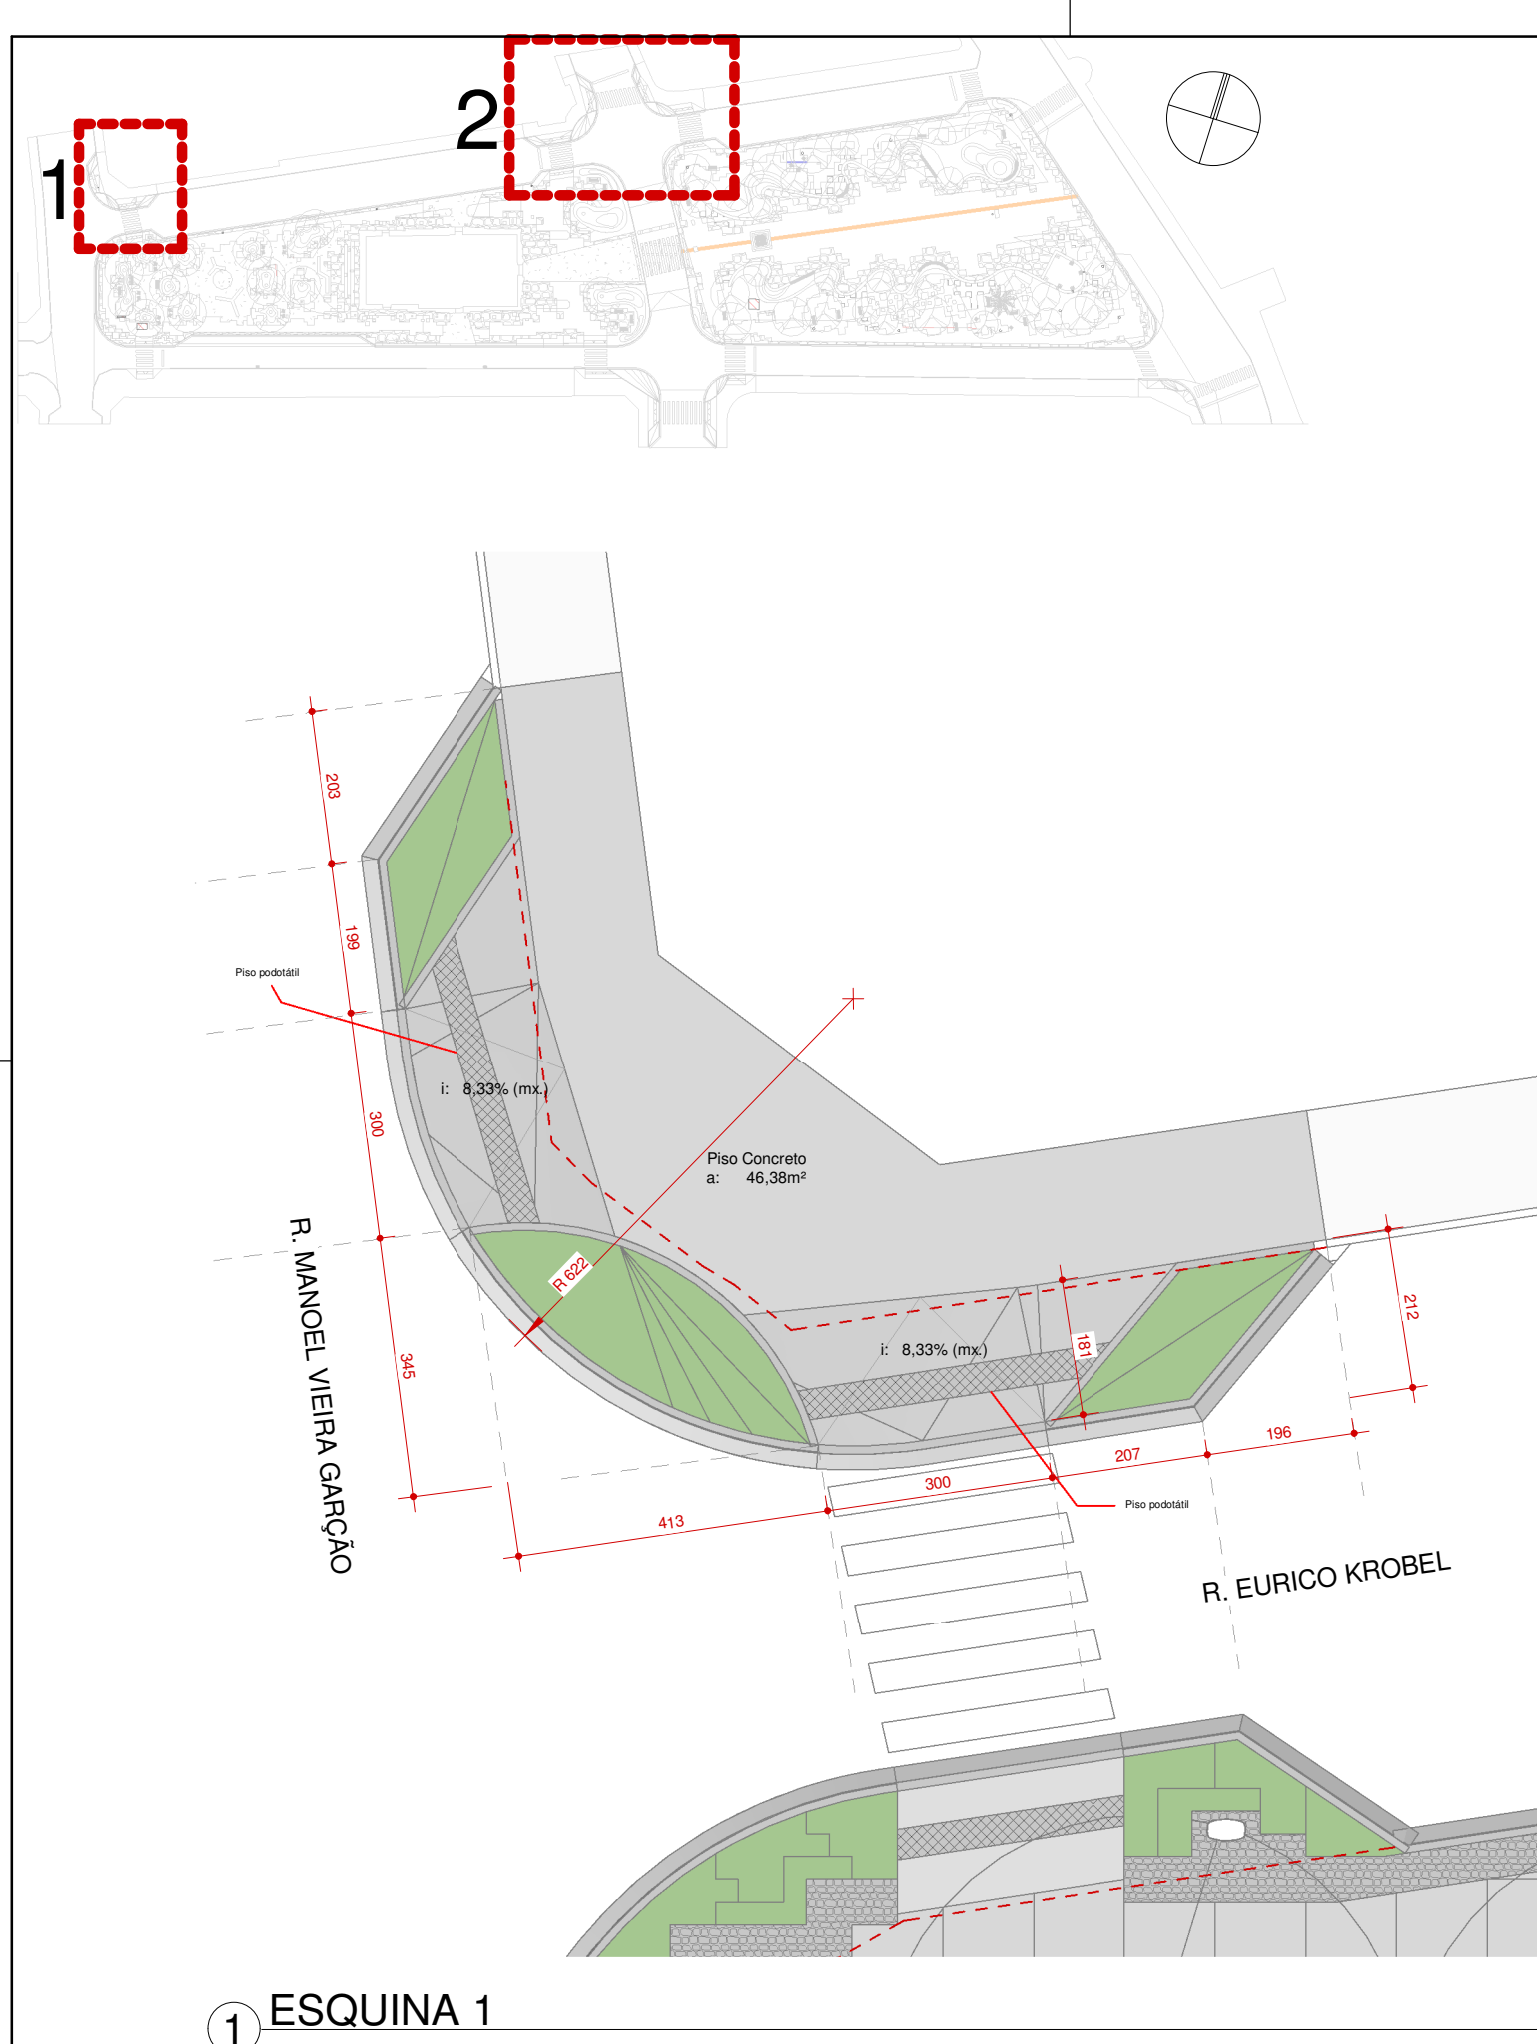 2
1
203
199
Piso podotátil
i: 8,33% (mx.)
300
Piso Concreto
a: 46,38m²
R. MANOEL VIEIRA GARÇÃO
R 622
345
i: 8,33% (mx.)
181
212
196
207
300
413
Piso podotátil
R. EURICO KROBEL
1
ESQUINA 1